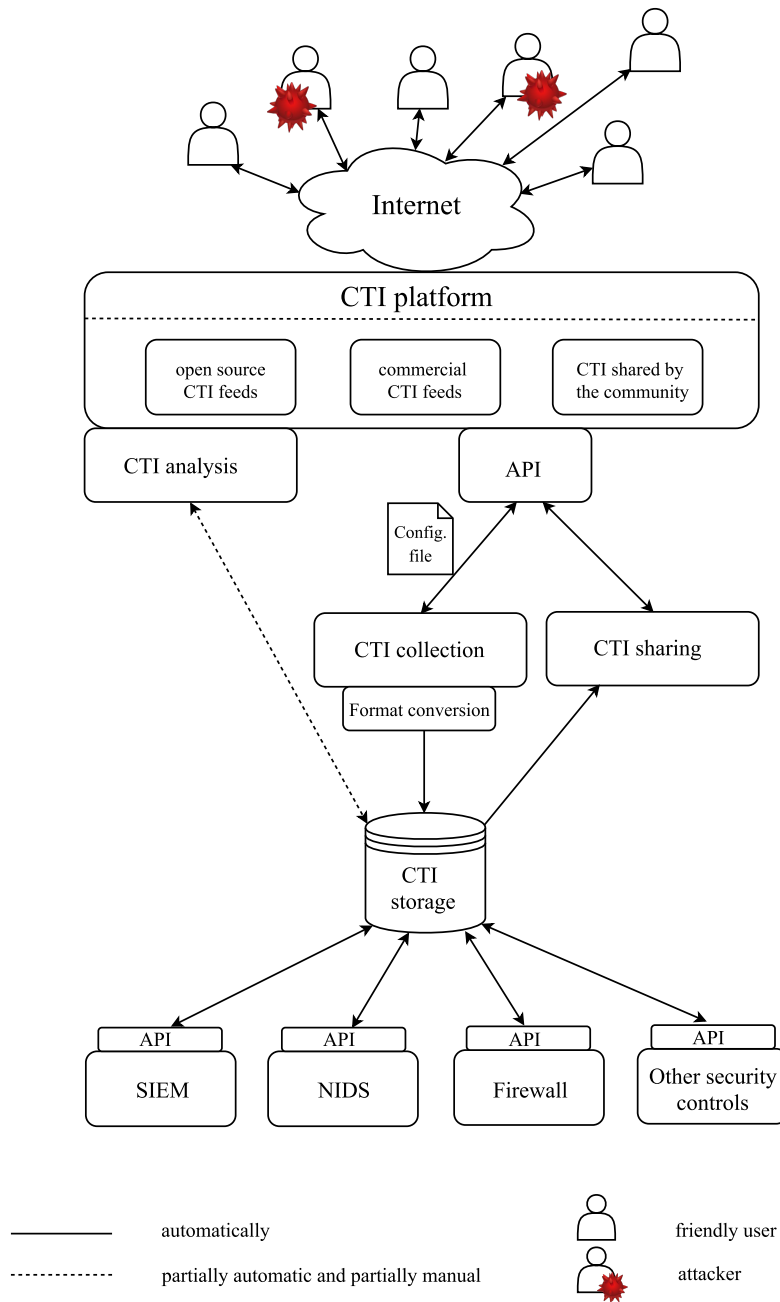 Internet
CTI platform
open source
CTI feeds
commercial
CTI feeds
CTI shared by
the community
CTI analysis
API
Config.
file
CTI collection
CTI sharing
Format conversion
CTI
storage
API
SIEM
API
NIDS
API
Firewall
API
Other security
controls
automatically
friendly user
partially automatic and partially manual
attacker